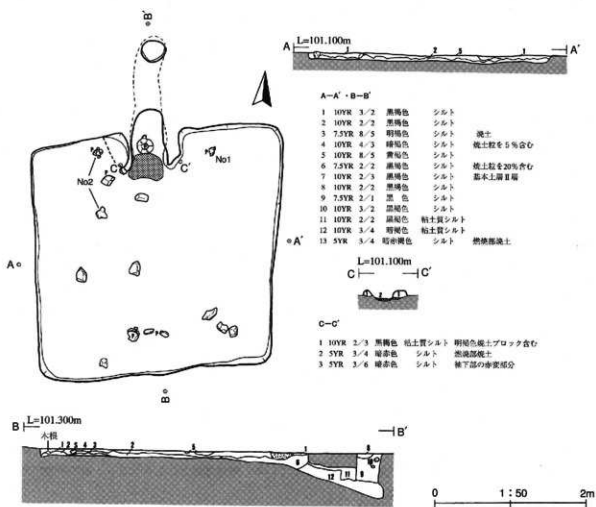 B′
A L=101.100m A′
1 2 5 1
A-A′・B-B′
1 10YR 3/2 黒褐色 シルト
2 10YR 2/2 黒褐色 シルト
3 7.5YR 8/5 明褐色 シルト 焼土
4 10YR 4/3 暗褐色 シルト 焼土粒を5%含む
5 10YR 8/5 黄褐色 シルト
6 7.5YR 2/2 黒褐色 シルト 焼土粒を20%含む
7 10YR 2/3 黒褐色 シルト 基本土層Ⅱ層
8 10YR 2/2 黒褐色 シルト
9 7.5YR 2/1 黒色 シルト
10 10YR 3/2 黒褐色 シルト
11 10YR 2/2 黒褐色 粘土質シルト
12 10YR 3/4 暗褐色 粘土質シルト
13 5YR 3/4 暗赤褐色 シルト 燃焼部焼土
No1
No2
C C′
A A′
B
L=101.100m
C C′
C-C′
1 10YR 2/3 黒褐色 粘土質シルト 明褐色焼土ブロック含む
2 5YR 3/4 暗赤色 シルト 燃焼部焼土
3 5YR 3/6 暗赤色 シルト 袖下部の赤変部分
B L=101.300m B′
木根
1 2 5 4 3 2 5 1 8
6 12 11 9
0 1:50 2m